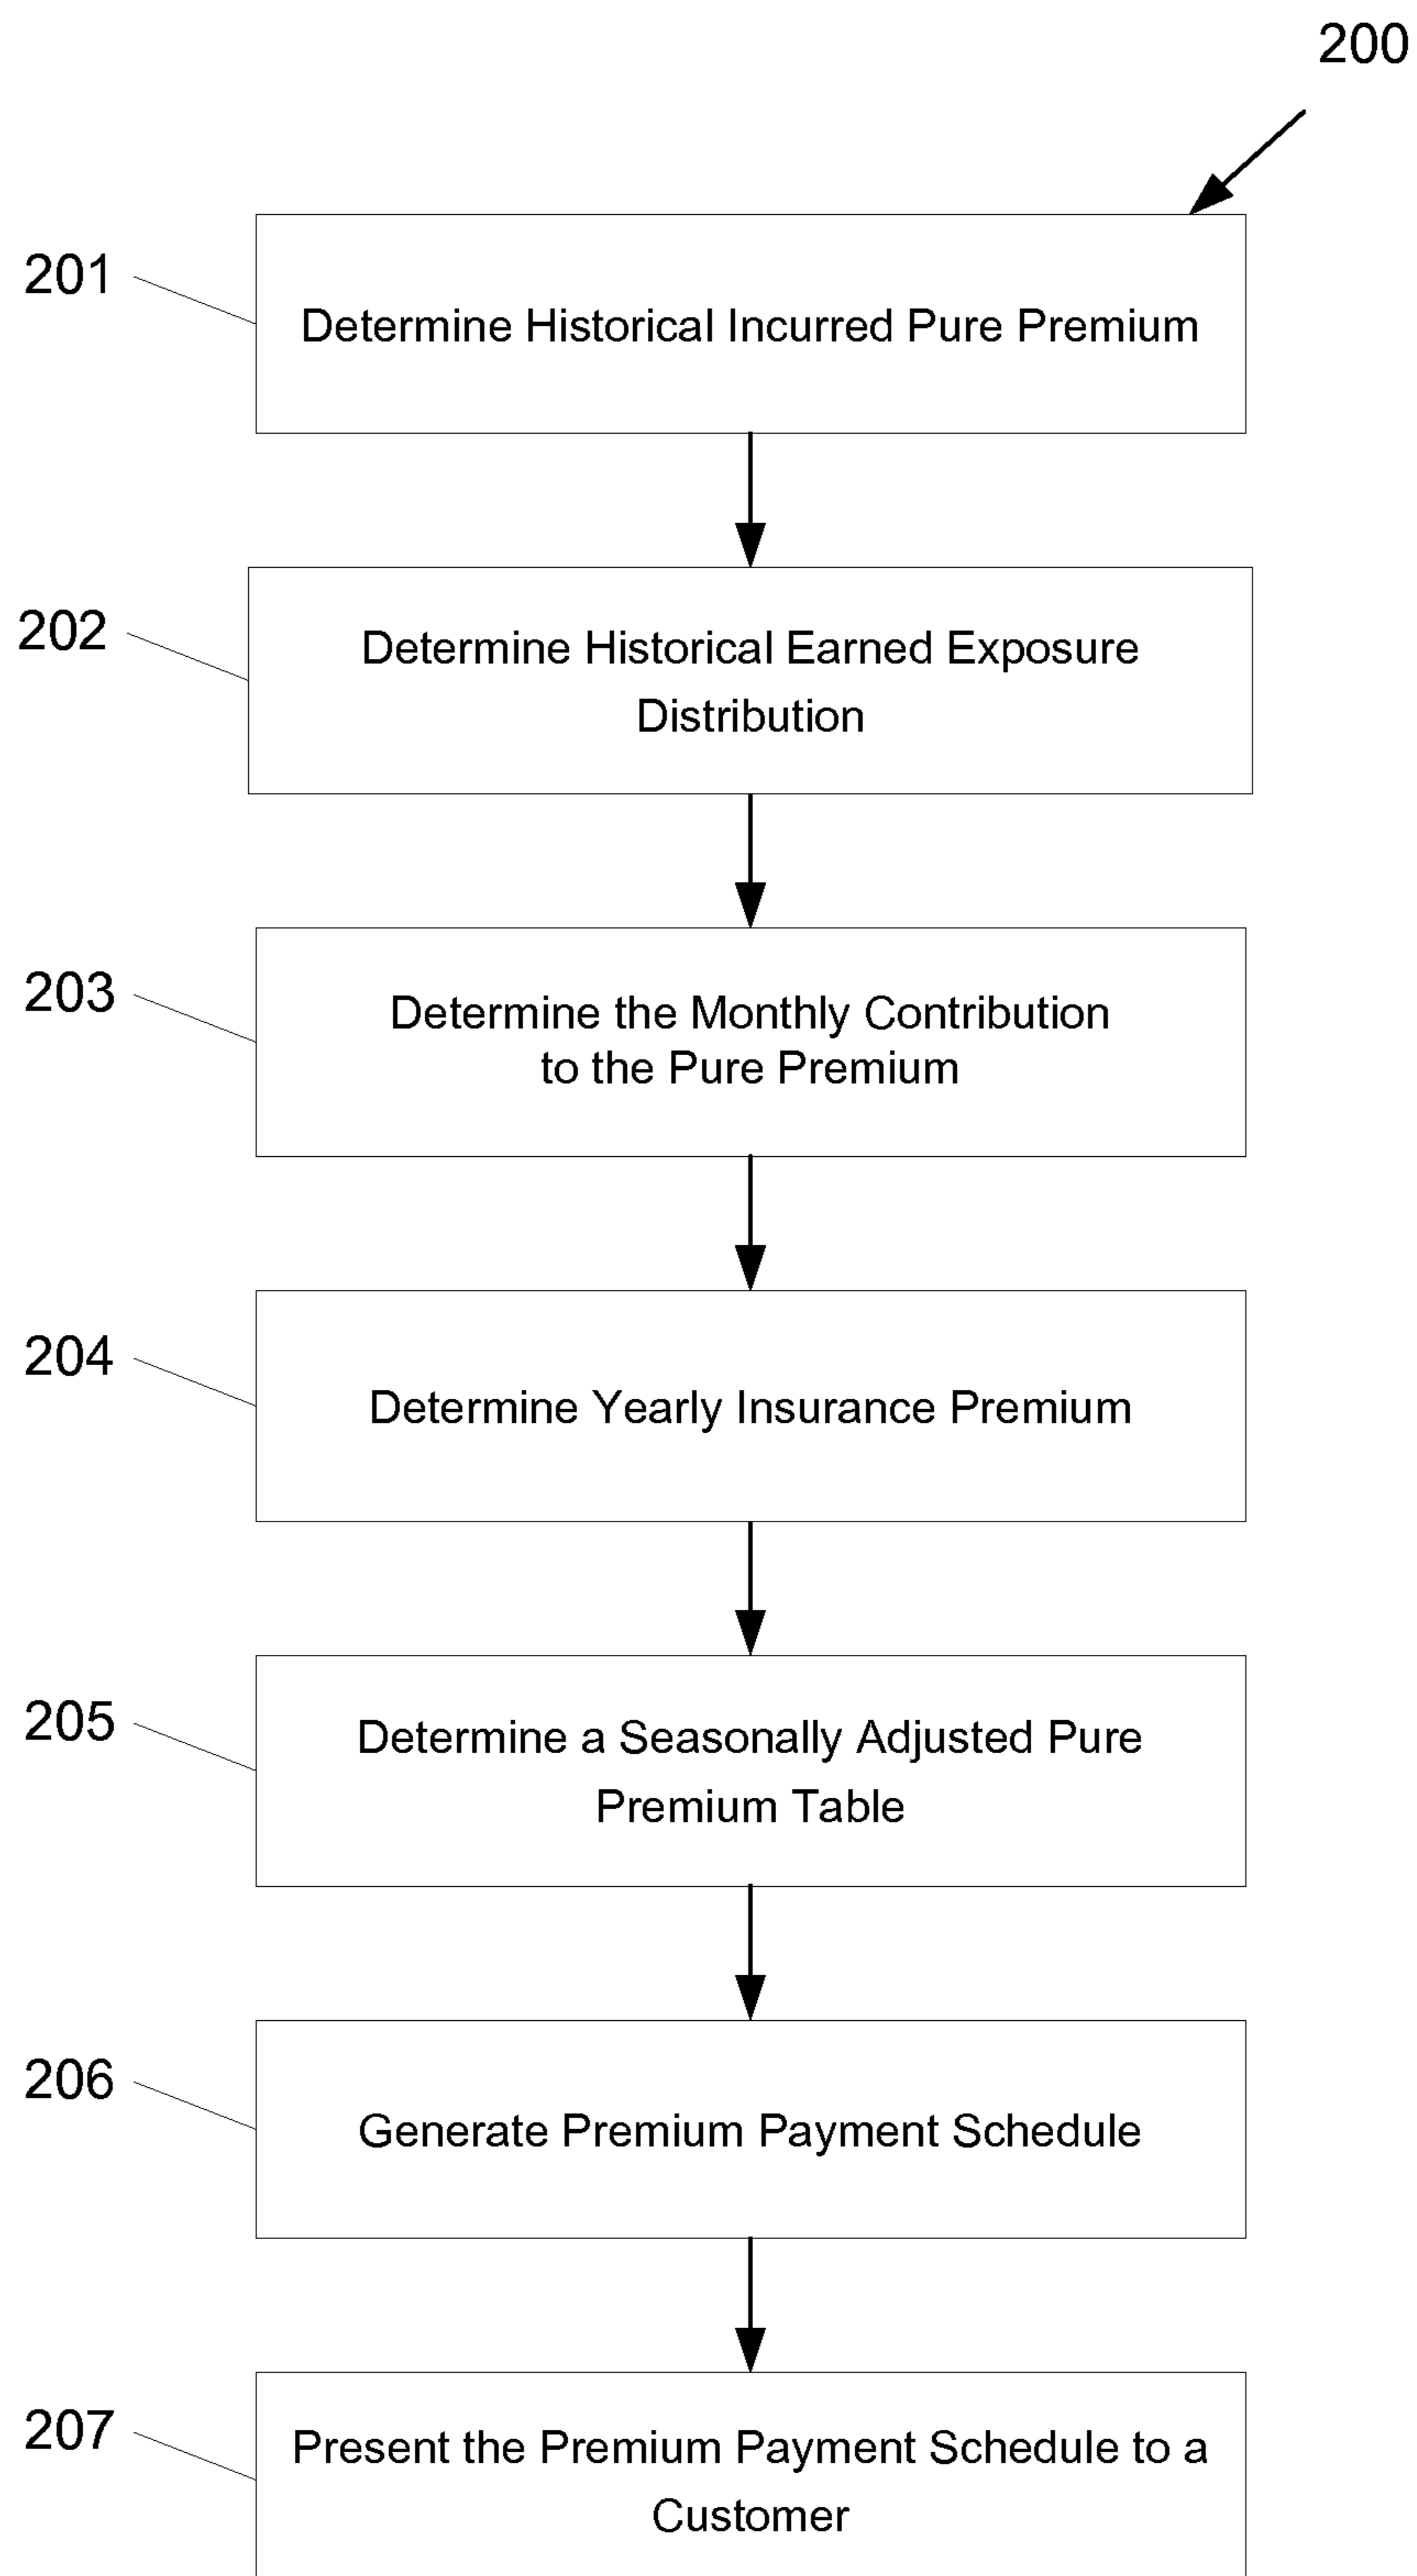 200
201
Determine Historical Incurred Pure Premium
202
Determine Historical Earned Exposure
Distribution
203
Determine the Monthly Contribution
to the Pure Premium
204
Determine Yearly Insurance Premium
205
Determine a Seasonally Adjusted Pure
Premium Table
206
Generate Premium Payment Schedule
207
Present the Premium Payment Schedule to a
Customer